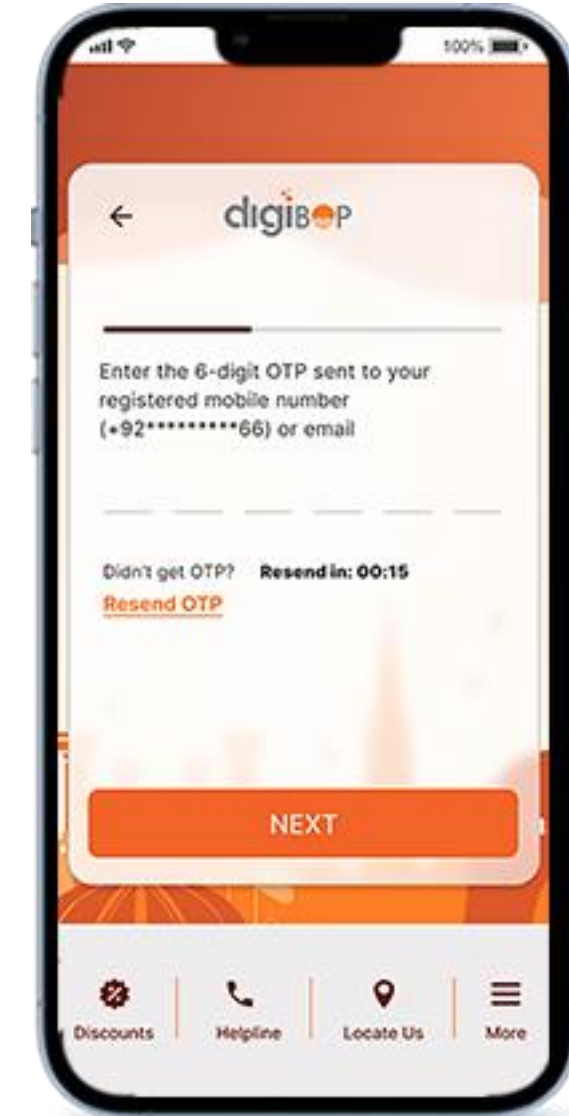 100%
digiBOP
Enter the 6-digit OTP sent to your
registered mobile number
(+92*********66) or email
Didn't get OTP? Resend in: 00:15
Resend OTP
NEXT
Discounts Helpline Locate Us More